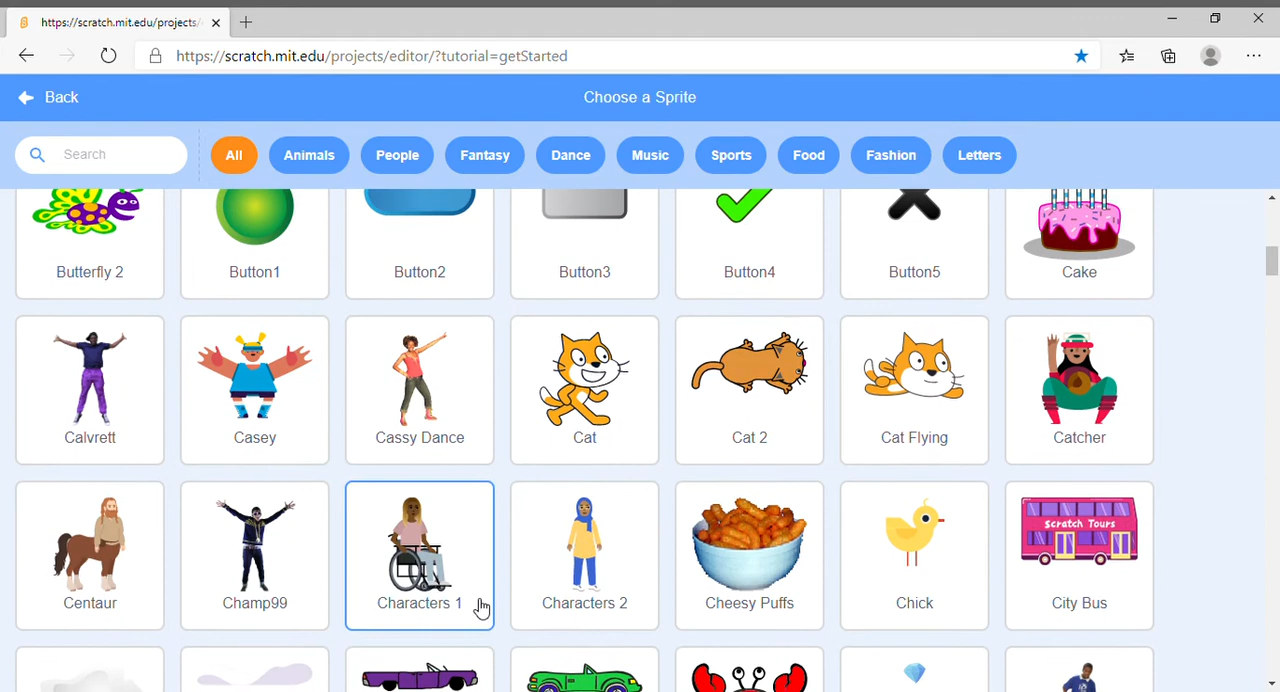 https://scratch.mit.edu/projects/
https://scratch.mit.edu/projects/editor/?tutorial=getStarted
Back
Choose a Sprite
Search
All
Animals
People
Fantasy
Dance
Music
Sports
Food
Fashion
Letters
Butterfly 2
Button1
Button2
Button3
Button4
Button5
Cake
Calvrett
Casey
Cassy Dance
Cat
Cat 2
Cat Flying
Catcher
Scratch Tours
Centaur
Champ99
Characters 1
Characters 2
Cheesy Puffs
Chick
City Bus